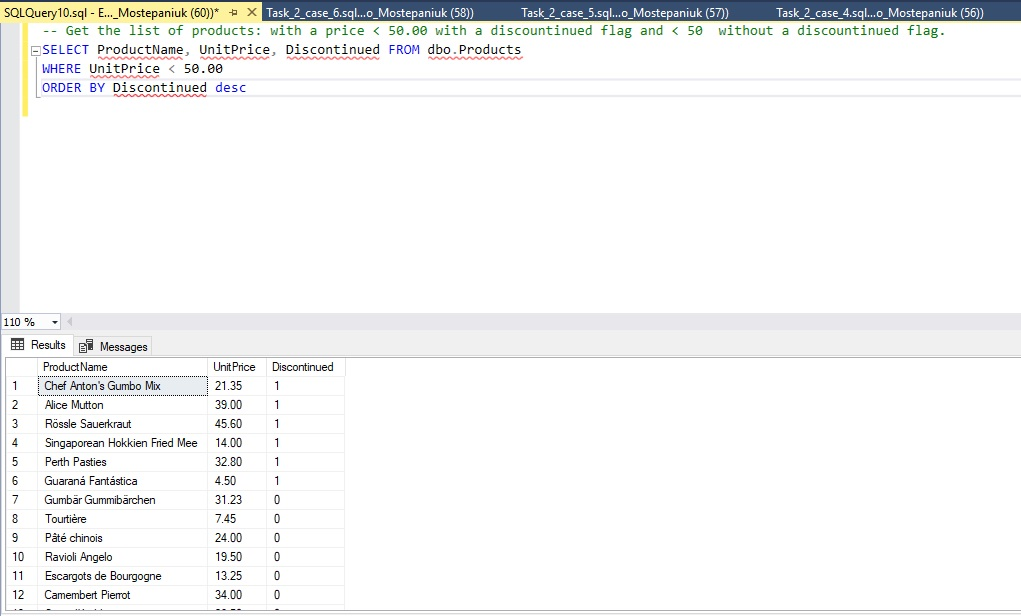 SQLQuery10.sql - E..._Mostepaniuk (60))* Task_2_case_6.sql...o_Mostepaniuk (58)) Task_2_case_5.sql...o_Mostepaniuk (57)) Task_2_case_4.sql...o_Mostepaniuk (56))
-- Get the list of products: with a price < 50.00 with a discountinued flag and < 50  without a discountinued flag.
SELECT ProductName, UnitPrice, Discontinued FROM dbo.Products
WHERE UnitPrice < 50.00
ORDER BY Discontinued desc
110 %
Results Messages
ProductName UnitPrice Discontinued
1 Chef Anton's Gumbo Mix 21.35 1
2 Alice Mutton 39.00 1
3 Rössle Sauerkraut 45.60 1
4 Singaporean Hokkien Fried Mee 14.00 1
5 Perth Pasties 32.80 1
6 Guaraná Fantástica 4.50 1
7 Gumbär Gummibärchen 31.23 0
8 Tourtière 7.45 0
9 Pâté chinois 24.00 0
10 Ravioli Angelo 19.50 0
11 Escargots de Bourgogne 13.25 0
12 Camembert Pierrot 34.00 0